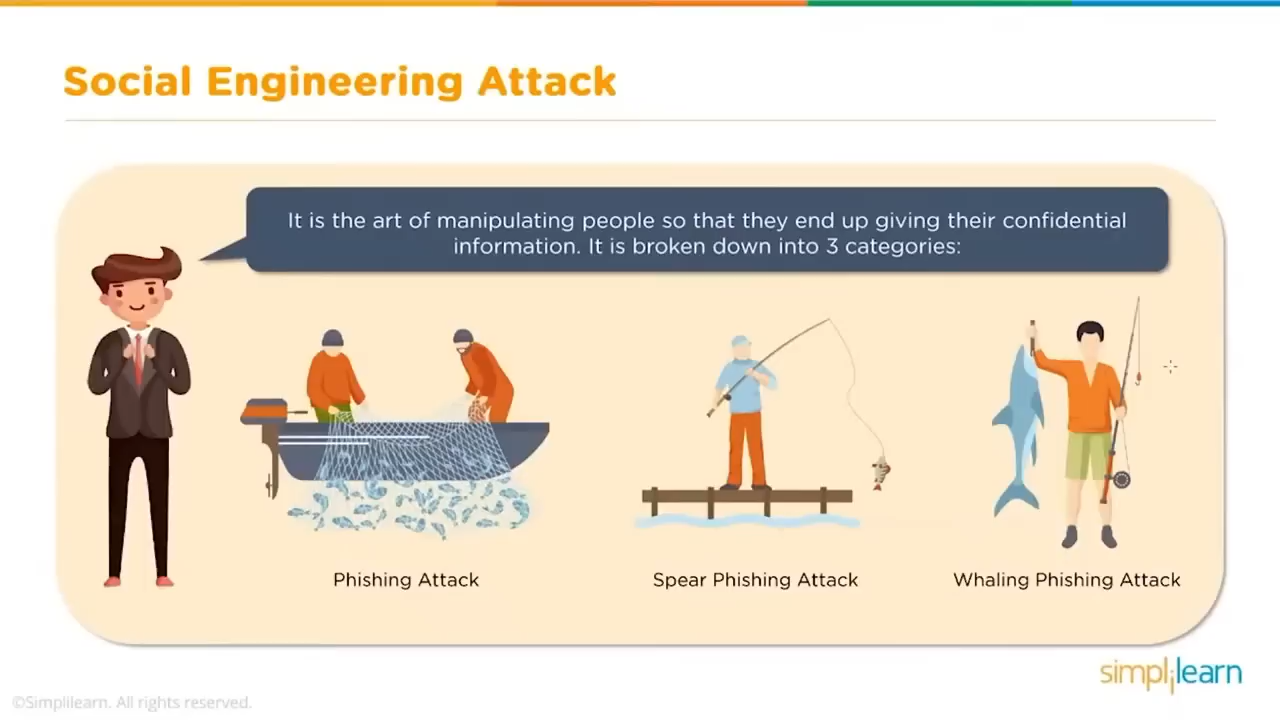 Social Engineering Attack
It is the art of manipulating people so that they end up giving their confidential
information. It is broken down into 3 categories:
Phishing Attack
Spear Phishing Attack
Whaling Phishing Attack
simplilearn
©Simplilearn. All rights reserved.